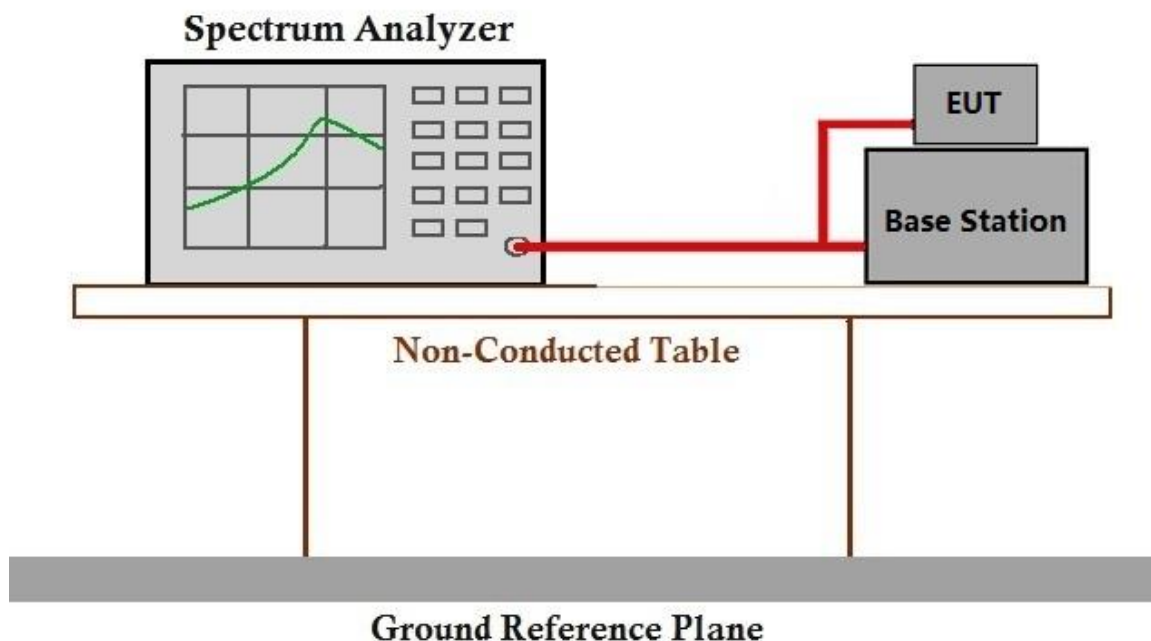 Spectrum Analyzer
EUT
Base Station
Non-Conducted Table
Ground Reference Plane